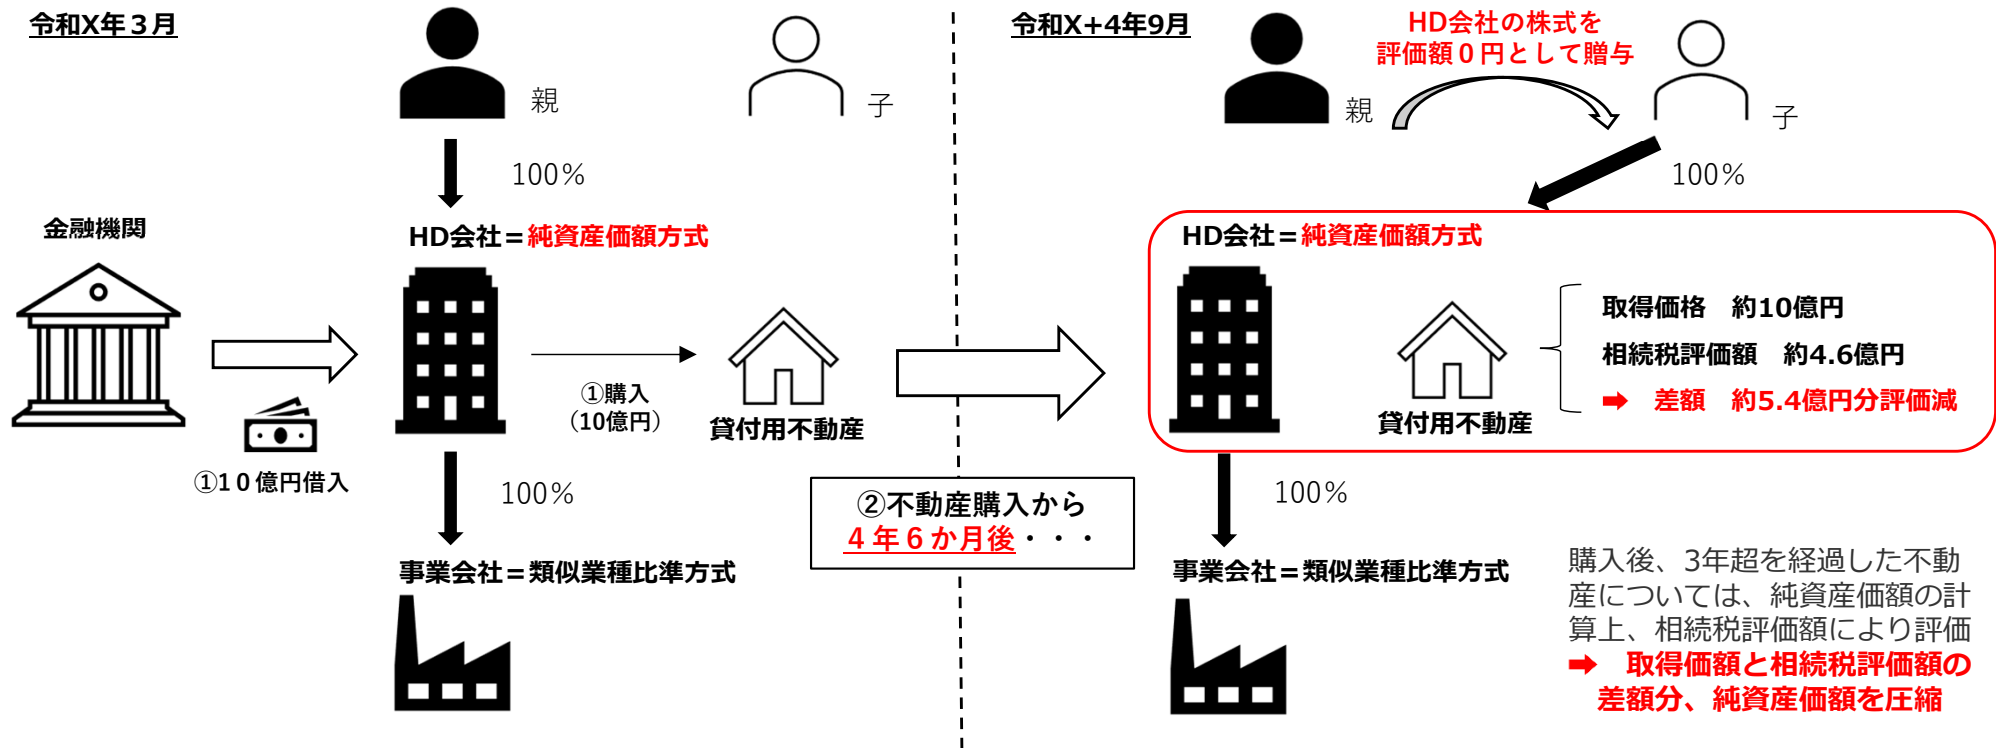 令和X年３月
親
子
100％
金融機関
HD会社＝純資産価額方式
①購入
（10億円）
貸付用不動産
①1０億円借入
100％
事業会社＝類似業種比準方式
②不動産購入から
４年６か月後・・・
令和X+4年9月
HD会社の株式を
評価額０円として贈与
親
子
100％
HD会社＝純資産価額方式
取得価格　約10億円
相続税評価額　約4.6億円
➡　差額　約5.4億円分評価減
貸付用不動産
100％
事業会社＝類似業種比準方式
購入後、3年超を経過した不動
産については、純資産価額の計
算上、相続税評価額により評価
➡　取得価額と相続税評価額の
差額分、純資産価額を圧縮